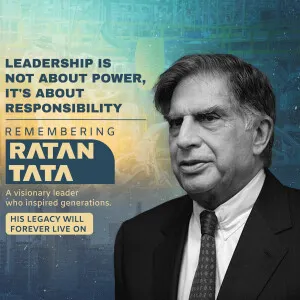 LEADERSHIP IS
NOT ABOUT POWER,
IT'S ABOUT
RESPONSIBILITY
REMEMBERING
RATAN
TATA
A visionary leader
who inspired generations.
HIS LEGACY WILL
FOREVER LIVE ON